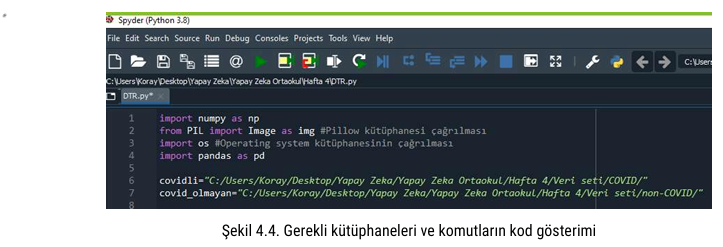 Spyder (Python 3.8)
File Edit Search Source Run Debug Consoles Projects Tools View Help
C:\Users
C:\Users\Koray\Desktop\Yapay Zeka\Yapay Zeka Ortaokul\Hafta 4\DTR.py
DTR.py*
1 import numpy as np
2 from PIL import Image as img #Pillow kütüphanesi çağrılması
3 import os #Operating system kütüphanesinin çağrılması
4 import pandas as pd
5
6 covidli="C:/Users/Koray/Desktop/Yapay Zeka/Yapay Zeka Ortaokul/Hafta 4/Veri seti/COVID/"
7 covid_olmayan="C:/Users/Koray/Desktop/Yapay Zeka/Yapay Zeka Ortaokul/Hafta 4/Veri seti/non-COVID/"
8
Şekil 4.4. Gerekli kütüphaneleri ve komutların kod gösterimi